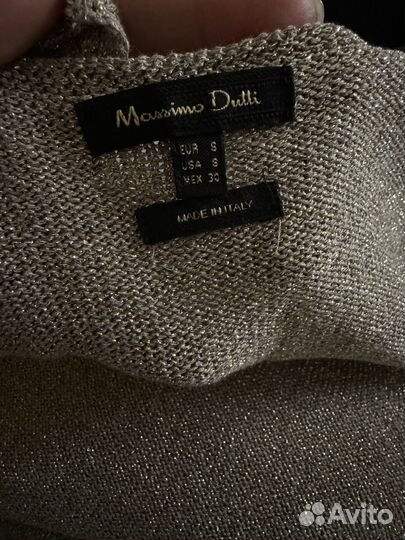 Massimo Dutti
EUR S
USA S
MEX 30
MADE IN ITALY
Avito